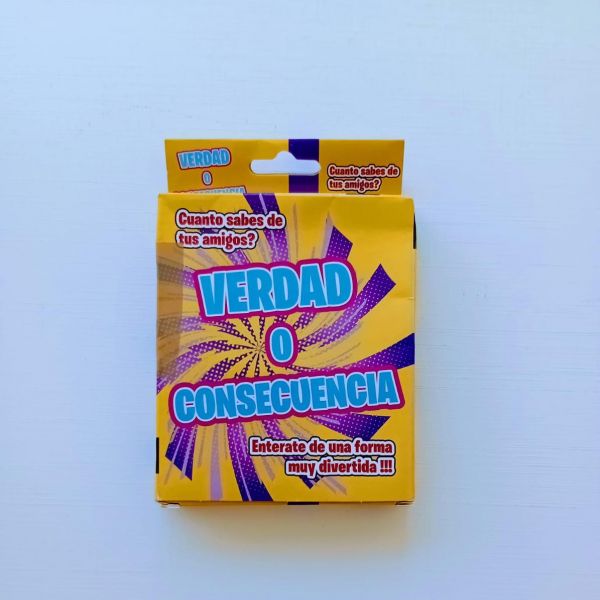 VERDAD
O
CONSECUENCIA
Cuanto sabes de
tus amigos?
Cuanto sabes de
tus amigos?
VERDAD
O
CONSECUENCIA
Enterate de una forma
muy divertida !!!